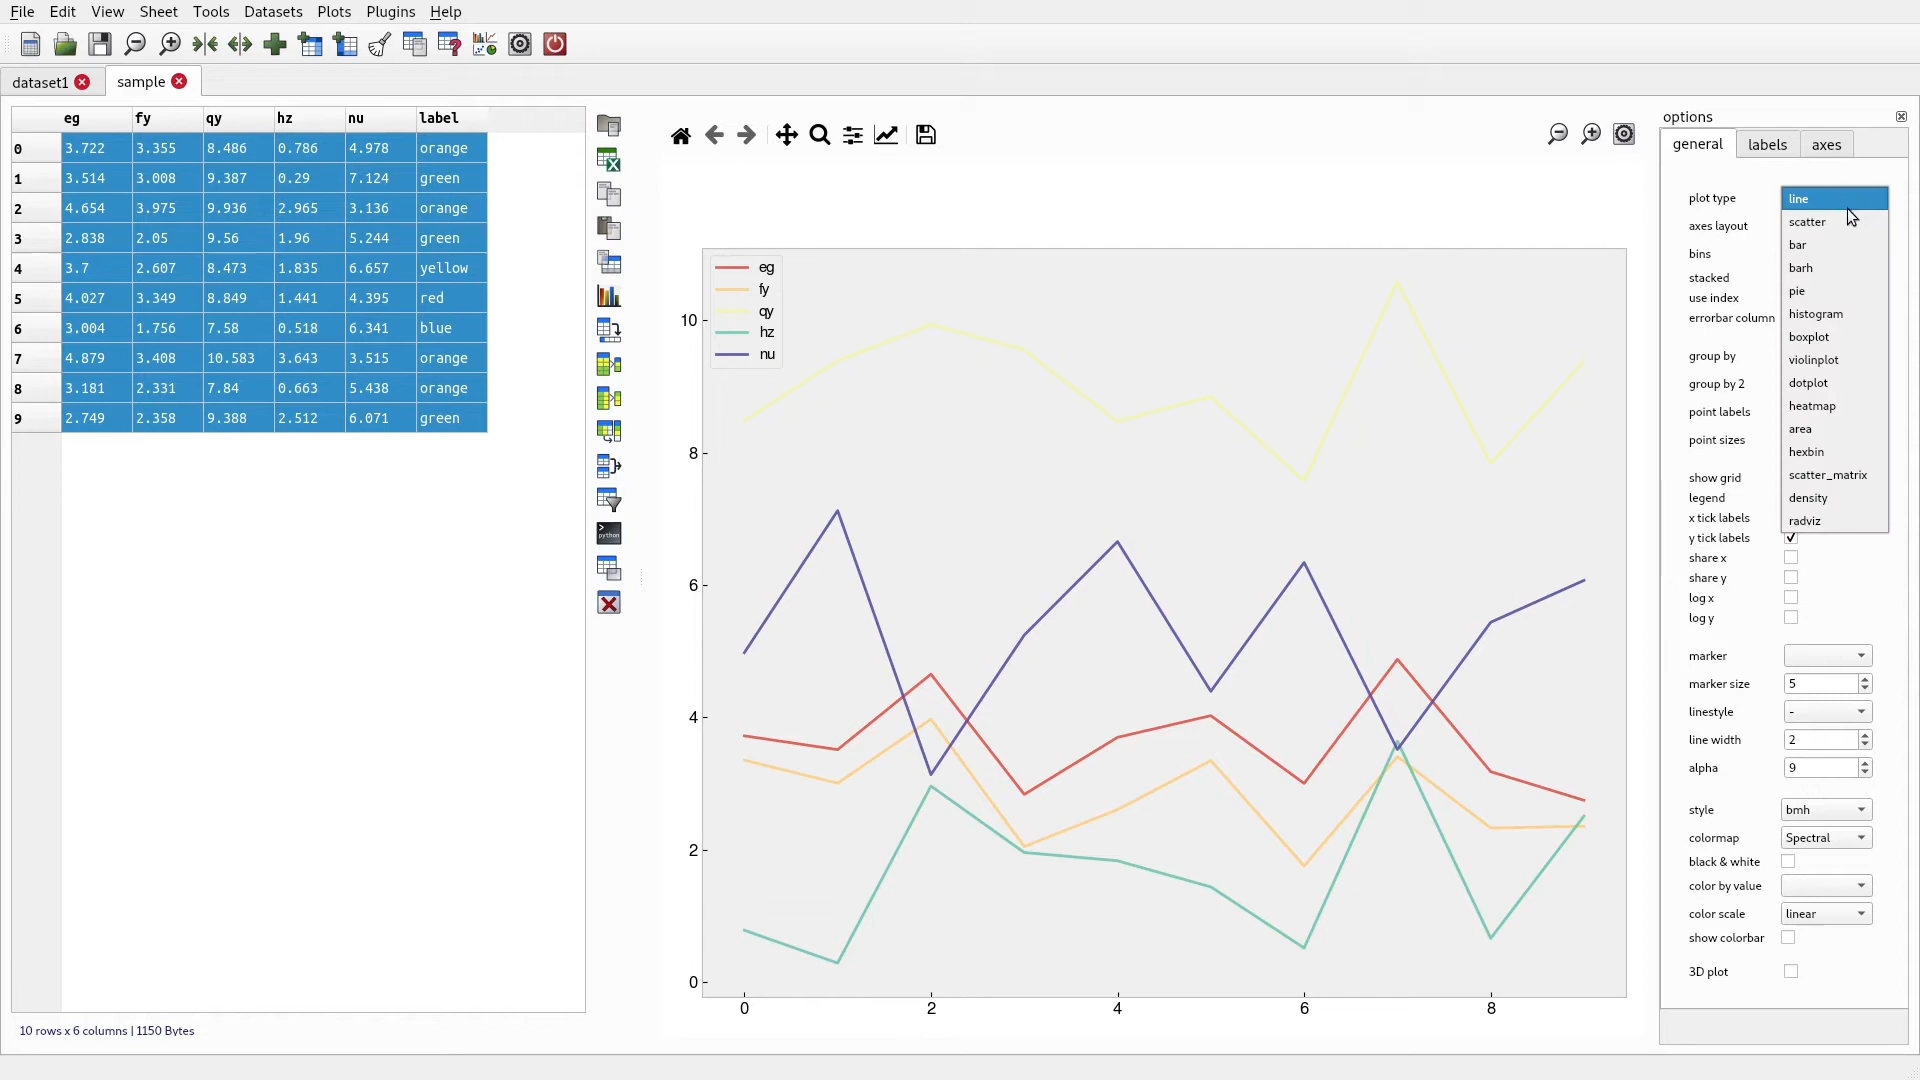 File Edit View Sheet Tools Datasets Plots Plugins Help
dataset1 sample
eg fy qy hz nu label
0 3.722 3.355 8.486 0.786 4.978 orange
1 3.514 3.008 9.387 0.29 7.124 green
2 4.654 3.975 9.936 2.965 3.136 orange
3 2.838 2.05 9.56 1.96 5.244 green
4 3.7 2.607 8.473 1.835 6.657 yellow
5 4.027 3.349 8.849 1.441 4.395 red
6 3.004 1.756 7.58 0.518 6.341 blue
7 4.879 3.408 10.583 3.643 3.515 orange
8 3.181 2.331 7.84 0.663 5.438 orange
9 2.749 2.358 9.388 2.512 6.071 green
10 rows x 6 columns | 1150 Bytes
python
eg
fy
qy
hz
nu
10
8
6
4
2
0
0 2 4 6 8
options
general labels axes
plot type
axes layout
bins
stacked
use index
errorbar column
group by
group by 2
point labels
point sizes
show grid
legend
x tick labels
y tick labels
share x
share y
log x
log y
line
scatter
bar
barh
pie
histogram
boxplot
violinplot
dotplot
heatmap
area
hexbin
scatter_matrix
density
radviz
marker
marker size 5
linestyle -
line width 2
alpha 9
style bmh
colormap Spectral
black & white
color by value
color scale linear
show colorbar
3D plot